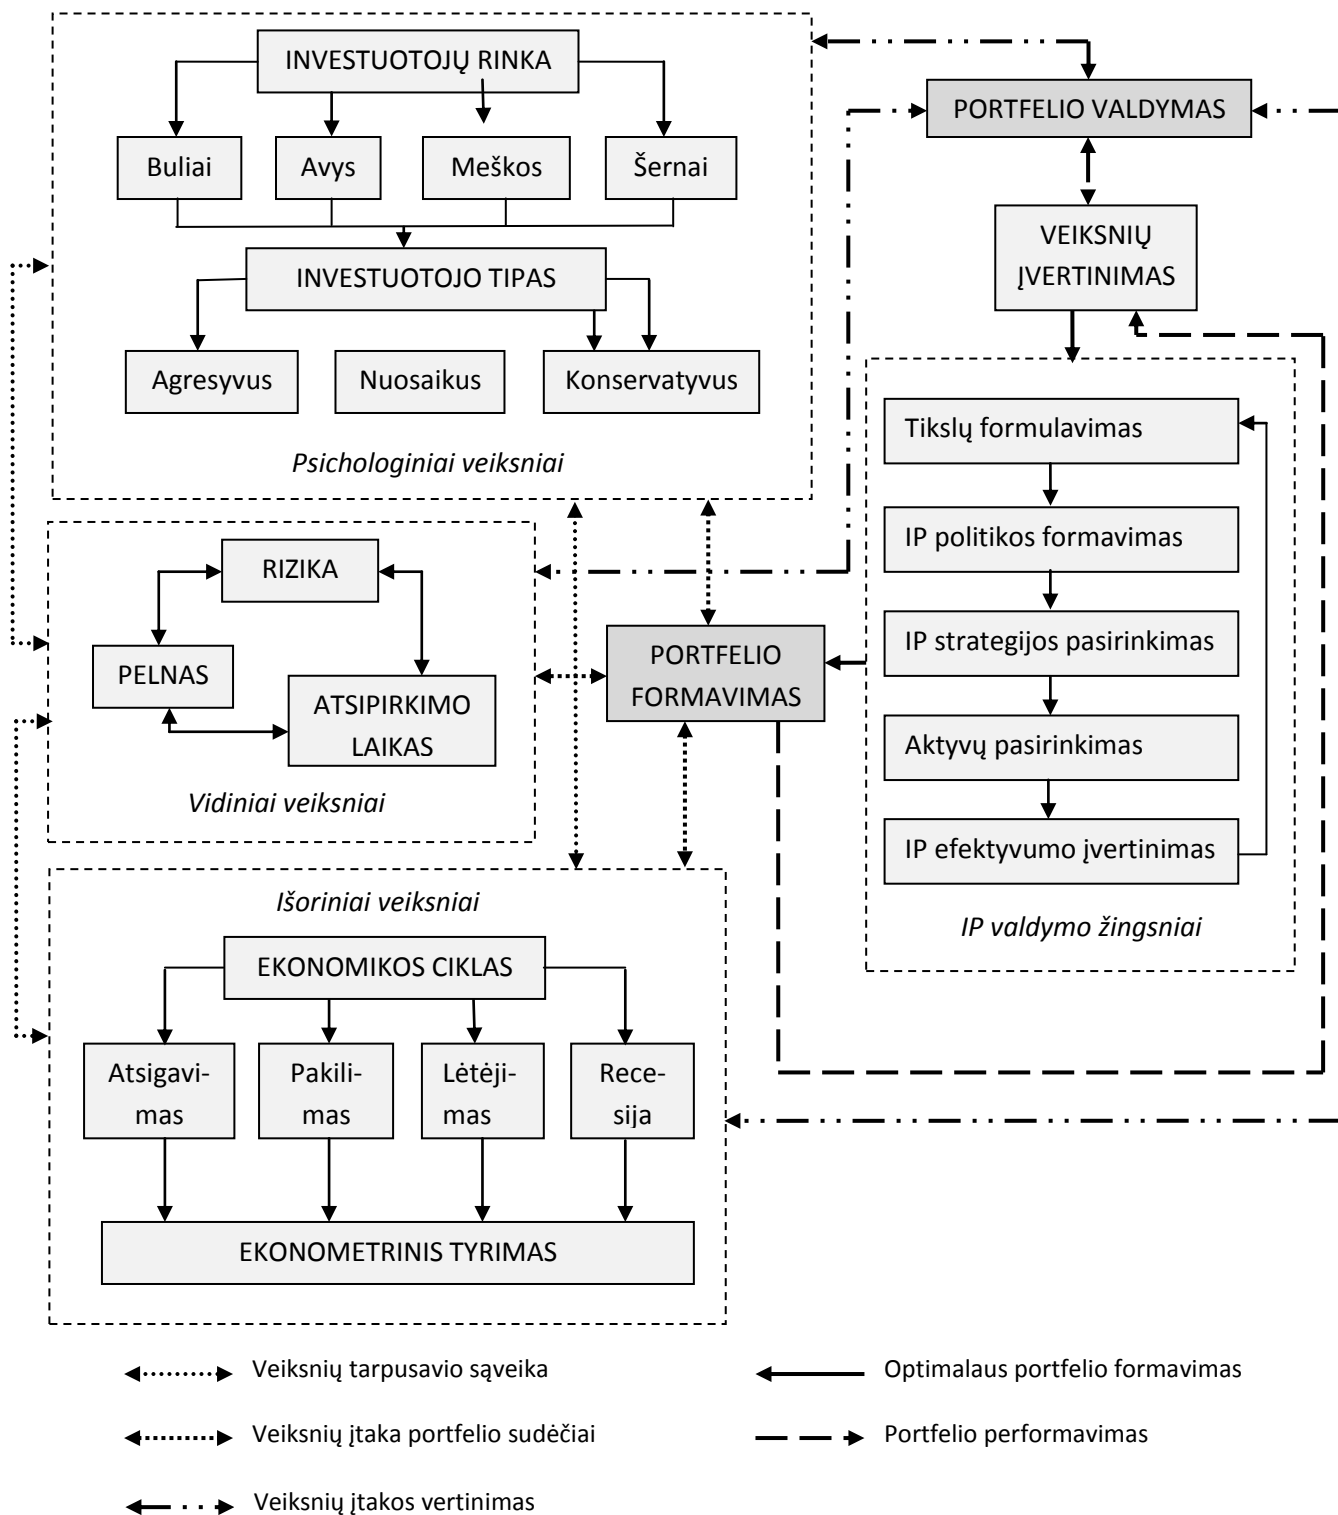 INVESTUOTOJŲ RINKA
Buliai
Avys
Meškos
Šernai
INVESTUOTOJO TIPAS
Agresyvus
Nuosaikus
Konservatyvus
Psichologiniai veiksniai
PORTFELIO VALDYMAS
VEIKSNIŲ
ĮVERTINIMAS
Tikslų formulavimas
IP politikos formavimas
IP strategijos pasirinkimas
Aktyvų pasirinkimas
IP efektyvumo įvertinimas
IP valdymo žingsniai
RIZIKA
PELNAS
ATSIPIRKIMO
LAIKAS
Vidiniai veiksniai
PORTFELIO
FORMAVIMAS
Išoriniai veiksniai
EKONOMIKOS CIKLAS
Atsigavi-
mas
Pakili-
mas
Lėtėji-
mas
Rece-
sija
EKONOMETRINIS TYRIMAS
Veiksnių tarpusavio sąveika
Optimalaus portfelio formavimas
Veiksnių įtaka portfelio sudėčiai
Portfelio performavimas
Veiksnių įtakos vertinimas